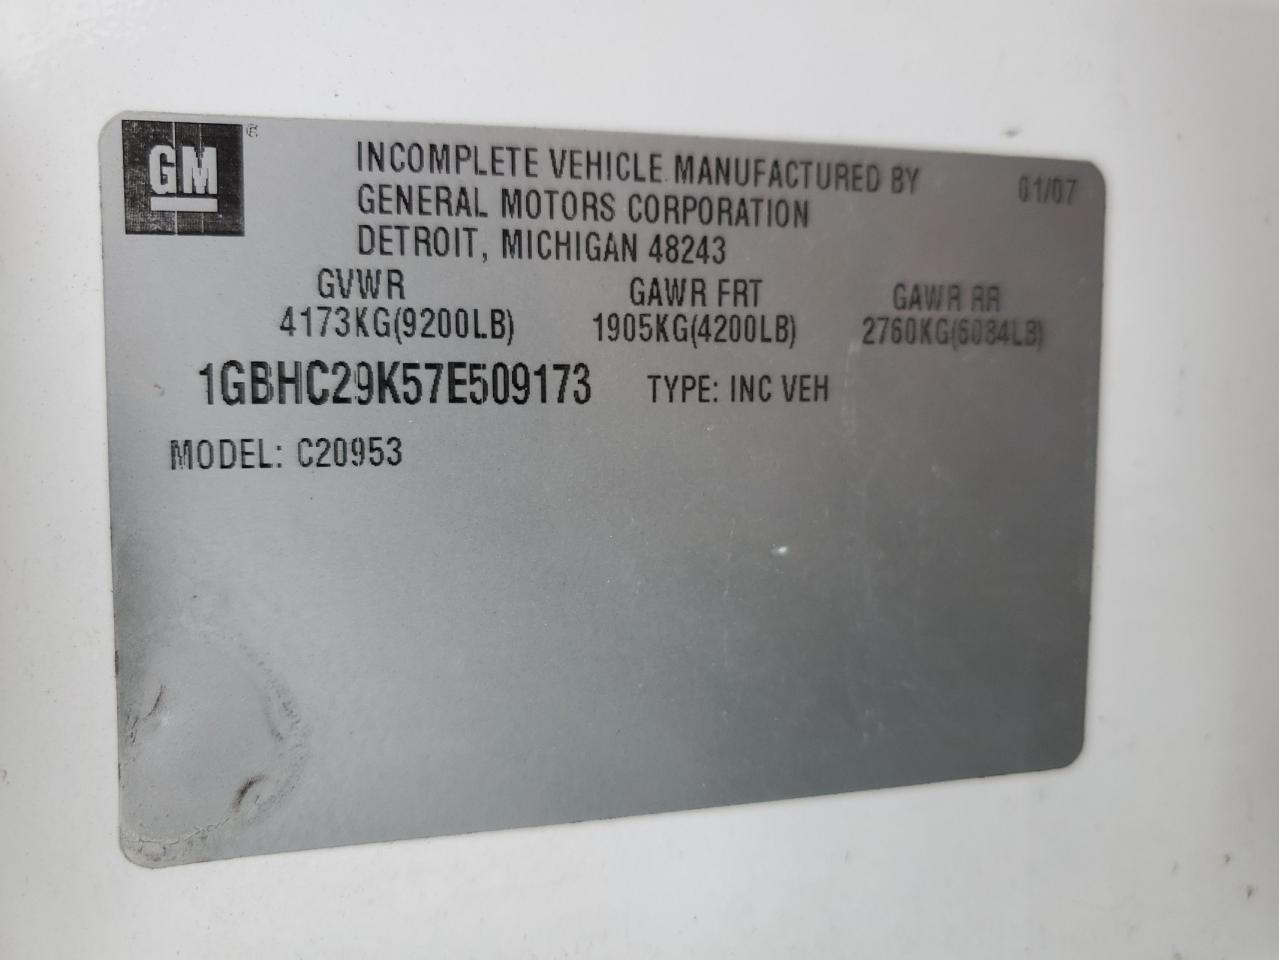 GM ®
INCOMPLETE VEHICLE MANUFACTURED BY 01/07
GENERAL MOTORS CORPORATION
DETROIT, MICHIGAN 48243
GVWR GAWR FRT GAWR RR
4173KG(9200LB) 1905KG(4200LB) 2760KG(6084LB)
1GBHC29K57E509173 TYPE: INC VEH
MODEL: C20953